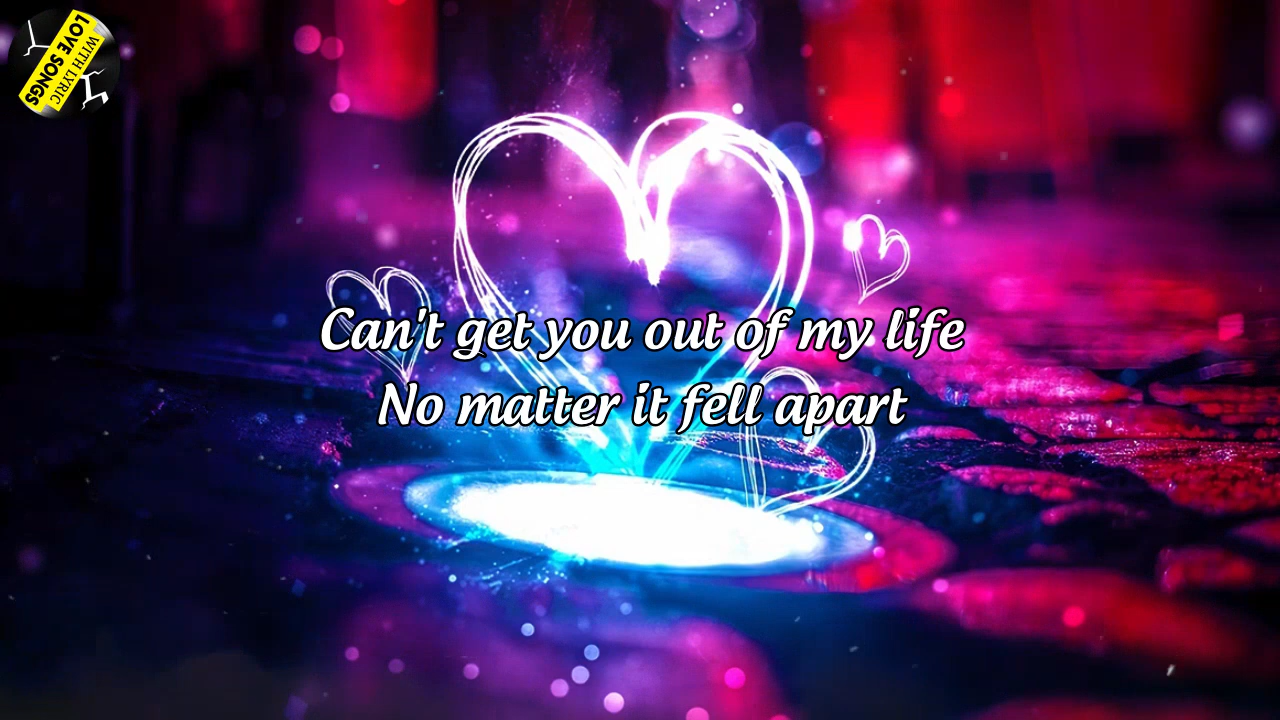 LOVE SONGS
WITH LYRIC
Can't get you out of my life
No matter it fell apart